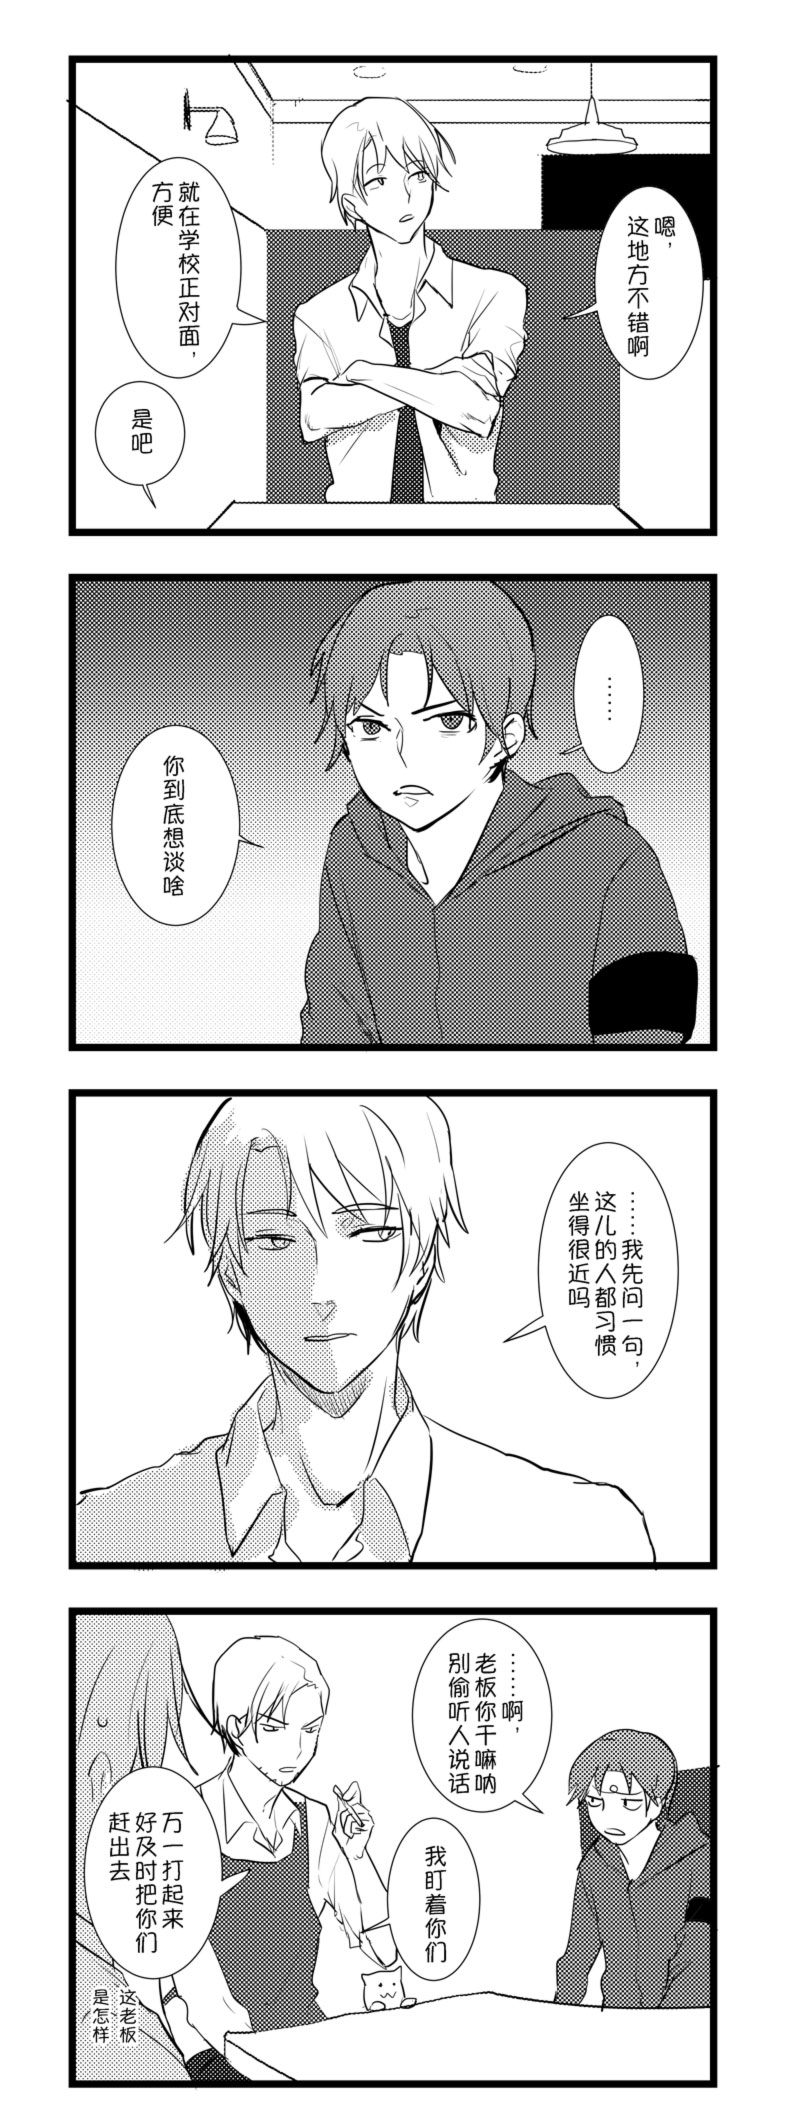 嗯，
这地方不错啊
就在学校正对面，
方便
是吧
……
你到底想谈啥
……我先问一句，
这儿的人都习惯
坐得很近吗
……啊，
老板你干嘛呐
别偷听人说话
我盯着你们
万一打起来
好及时把你们
赶出去
这老板
是怎样